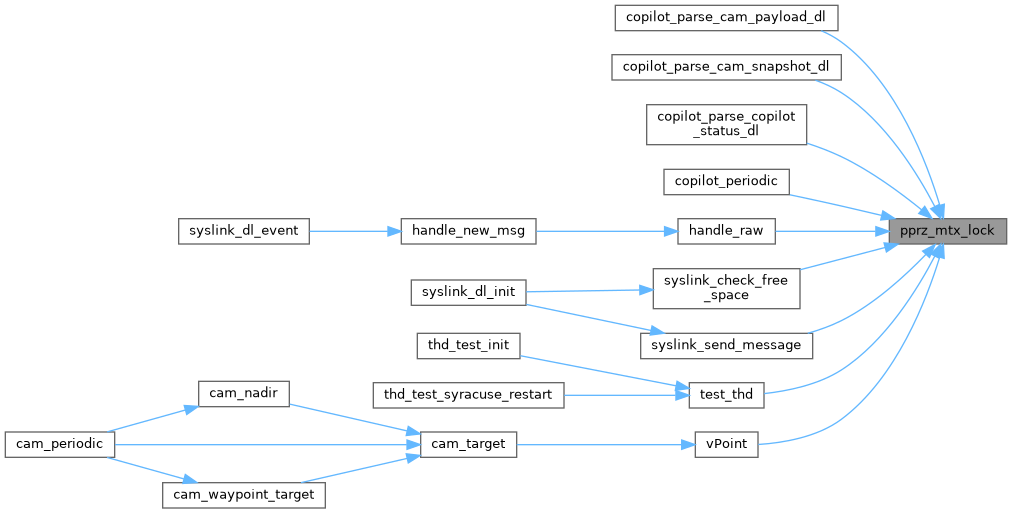 copilot_parse_cam_payload_dl
copilot_parse_cam_snapshot_dl
copilot_parse_copilot
_status_dl
copilot_periodic
syslink_dl_event
handle_new_msg
handle_raw
pprz_mtx_lock
syslink_check_free
_space
syslink_dl_init
syslink_send_message
thd_test_init
thd_test_syracuse_restart
test_thd
cam_nadir
cam_periodic
cam_target
vPoint
cam_waypoint_target